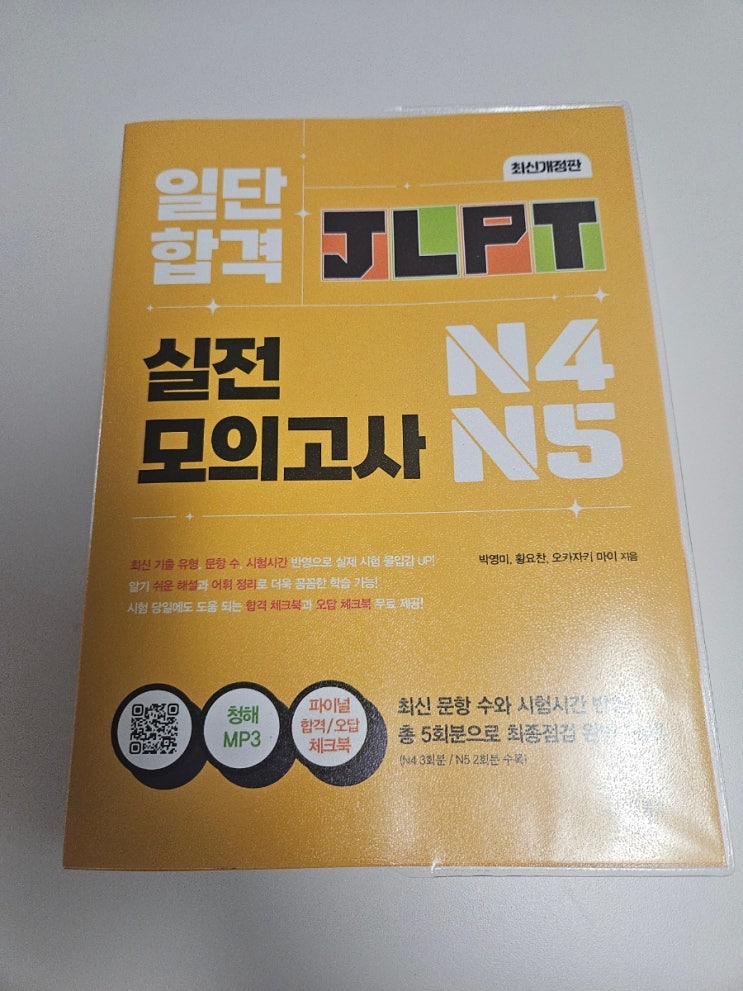 최신개정판
일단
합격
JLPT
실전
모의고사
N4
N5
최신 기출 유형, 문항 수, 시험시간 반영으로 실제 시험 몰입감 UP!
알기 쉬운 해설과 어휘 정리로 더욱 꼼꼼한 학습 가능!
시험 당일에도 도움 되는 합격 체크북과 오답 체크북 무료 제공!
박영미, 황요찬, 오카자키 마이 지음
청해
MP3
파이널
합격/오답
체크북
최신 문항 수와 시험시간
총 5회분으로 최종점검
(N4 3회분 / N5 2회분 수록)